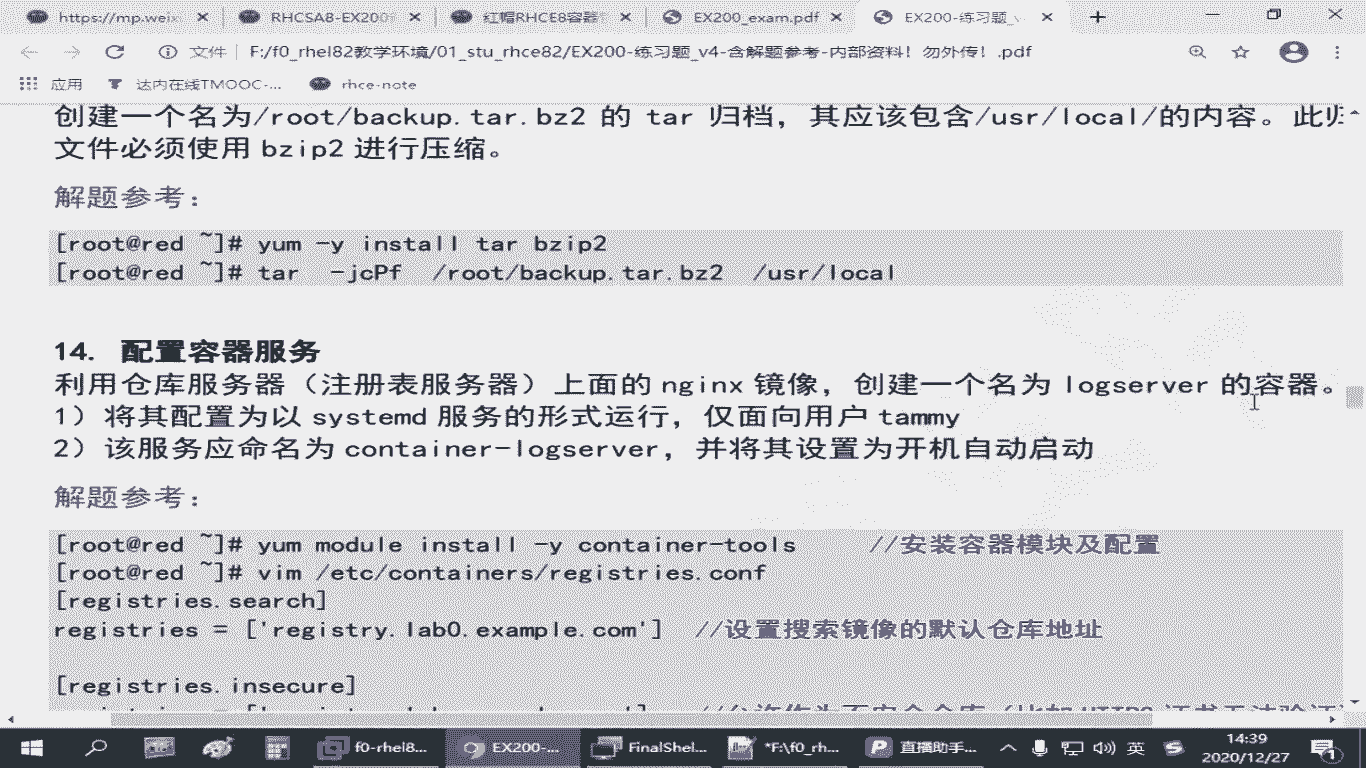 https://mp.weix
RHCSA8-EX200
红帽RHCE8容器
EX200_exam.pdf
EX200-练习题_v
文件
F:/f0_rhel82教学环境/01_stu_rhce82/EX200-练习题_v4-含解题参考-内部资料！勿外传！.pdf
应用
达内在线TMOOC-...
rhce-note
创建一个名为/root/backup.tar.bz2 的 tar 归档，其应该包含/usr/local/的内容。此归
文件必须使用 bzip2 进行压缩。
解题参考：
[root@red ~]# yum -y install tar bzip2
[root@red ~]# tar -jcPf /root/backup.tar.bz2 /usr/local
14. 配置容器服务
利用仓库服务器（注册表服务器）上面的 nginx 镜像，创建一个名为 logserver 的容器。
1）将其配置为以 systemd 服务的形式运行，仅面向用户 tammy
2）该服务应命名为 container-logserver，并将其设置为开机自动启动
解题参考：
[root@red ~]# yum module install -y container-tools //安装容器模块及配置
[root@red ~]# vim /etc/containers/registries.conf
[registries.search]
registries = ['registry.lab0.example.com'] //设置搜索镜像的默认仓库地址
[registries.insecure]
f0-rhel8...
EX200-...
FinalShel...
*F:\f0_rh...
直播助手...
英
14:39
2020/12/27
1